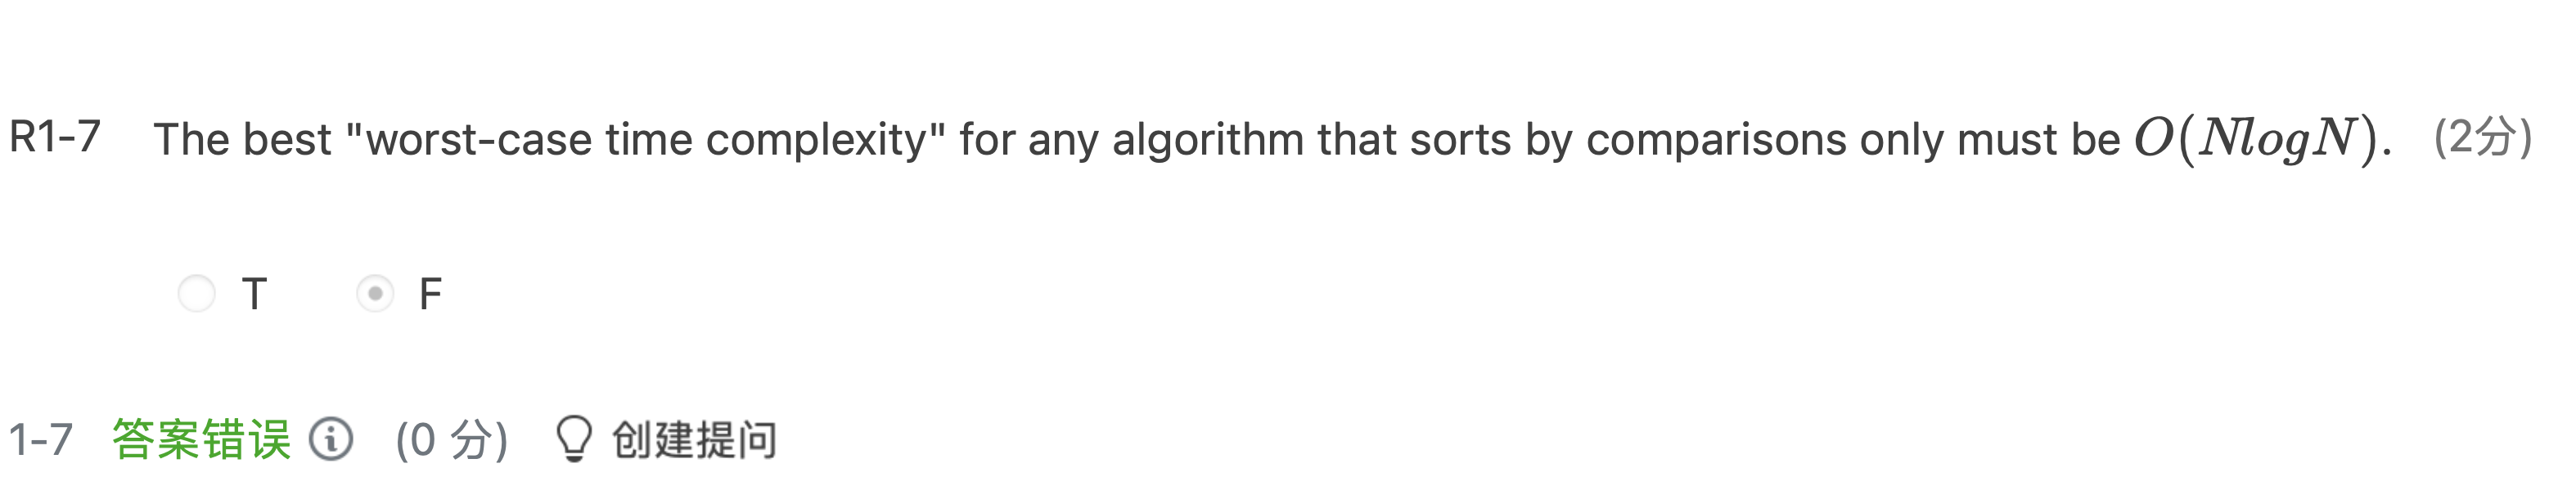 R1-7 The best "worst-case time complexity" for any algorithm that sorts by comparisons only must be O(NlogN). (2分)
T F
1-7 答案错误 (0 分) 创建提问